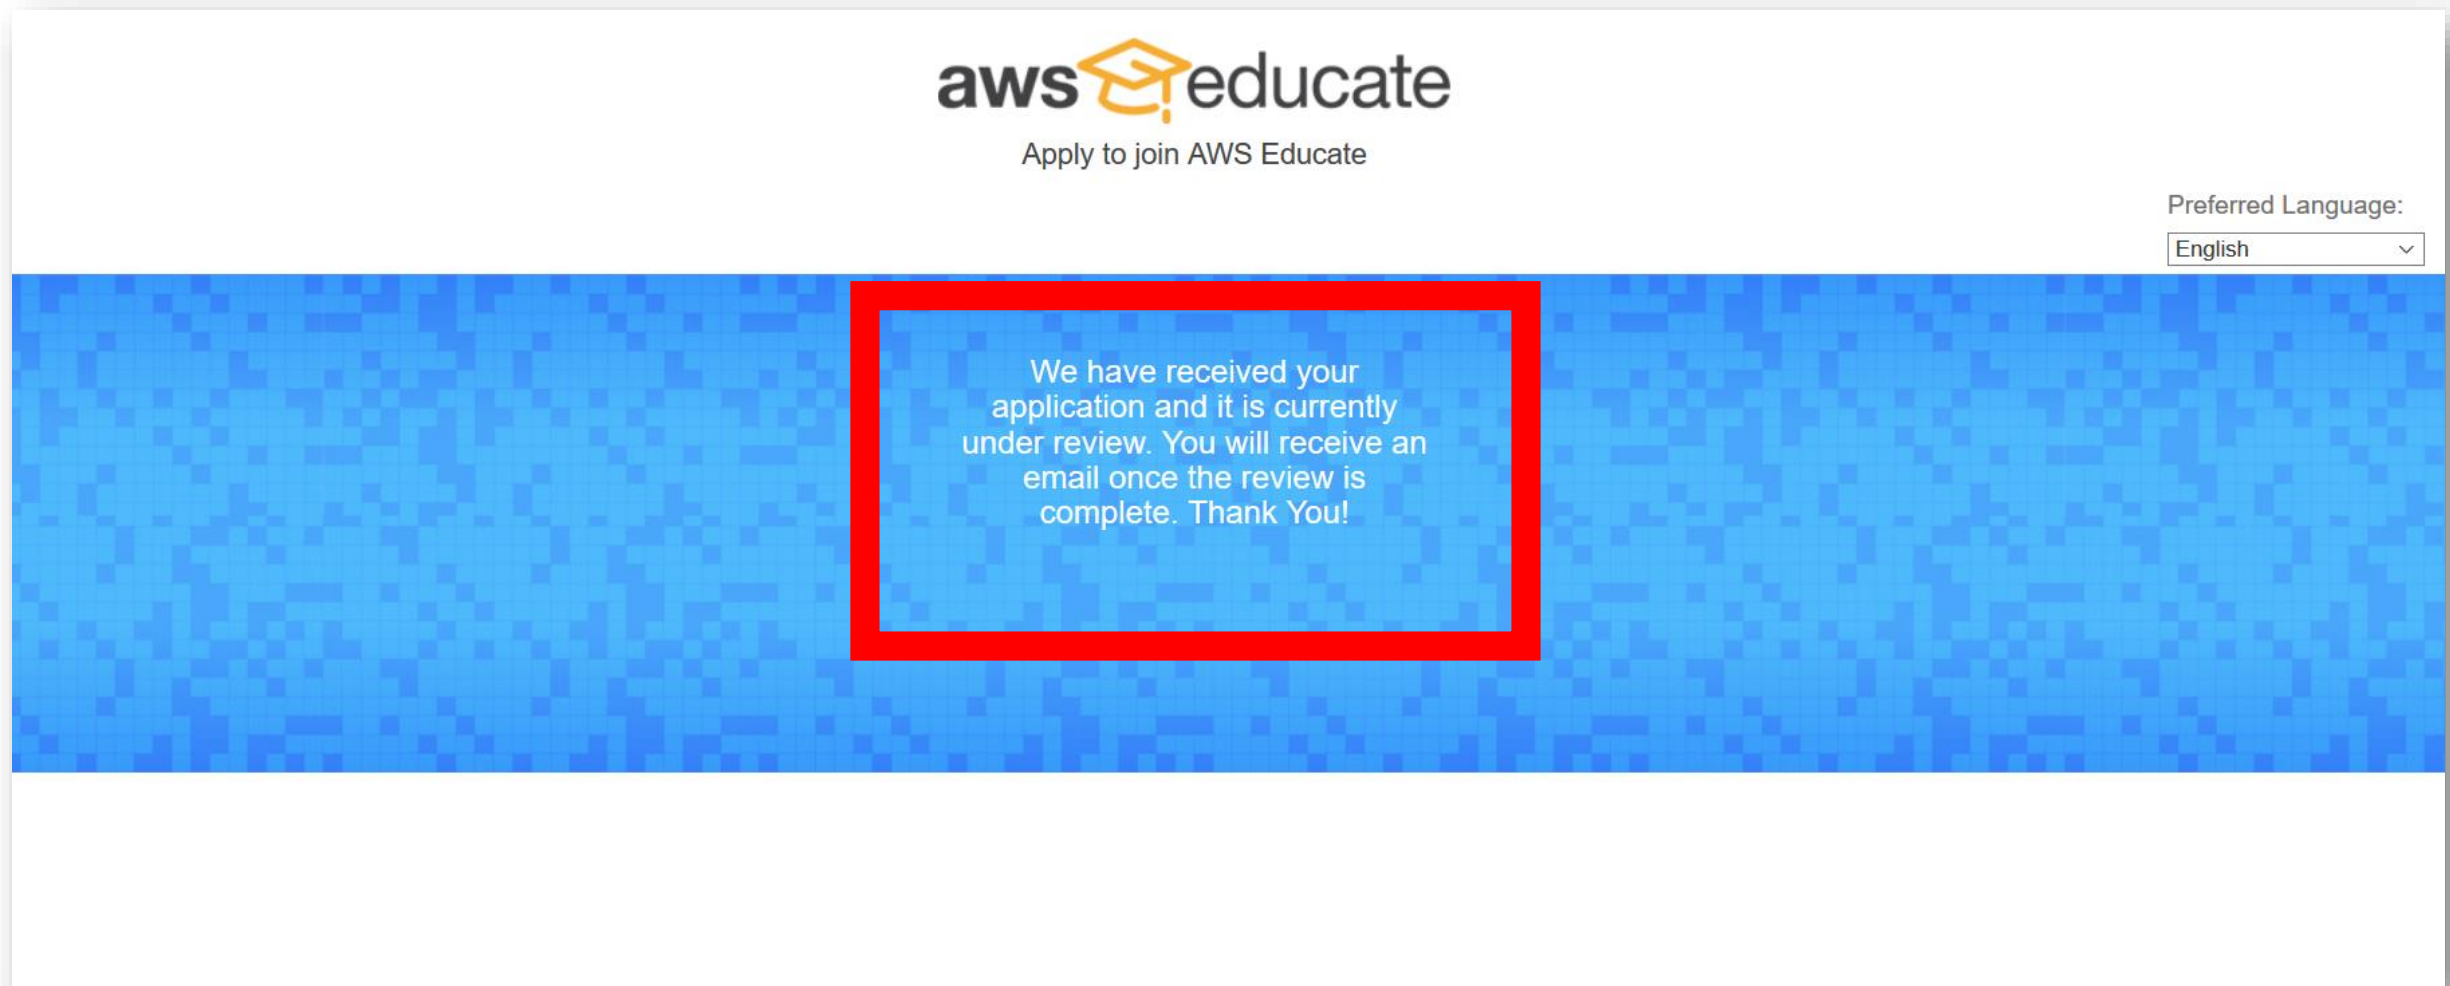 aws educate
Apply to join AWS Educate
Preferred Language:
English
We have received your
application and it is currently
under review. You will receive an
email once the review is
complete. Thank You!